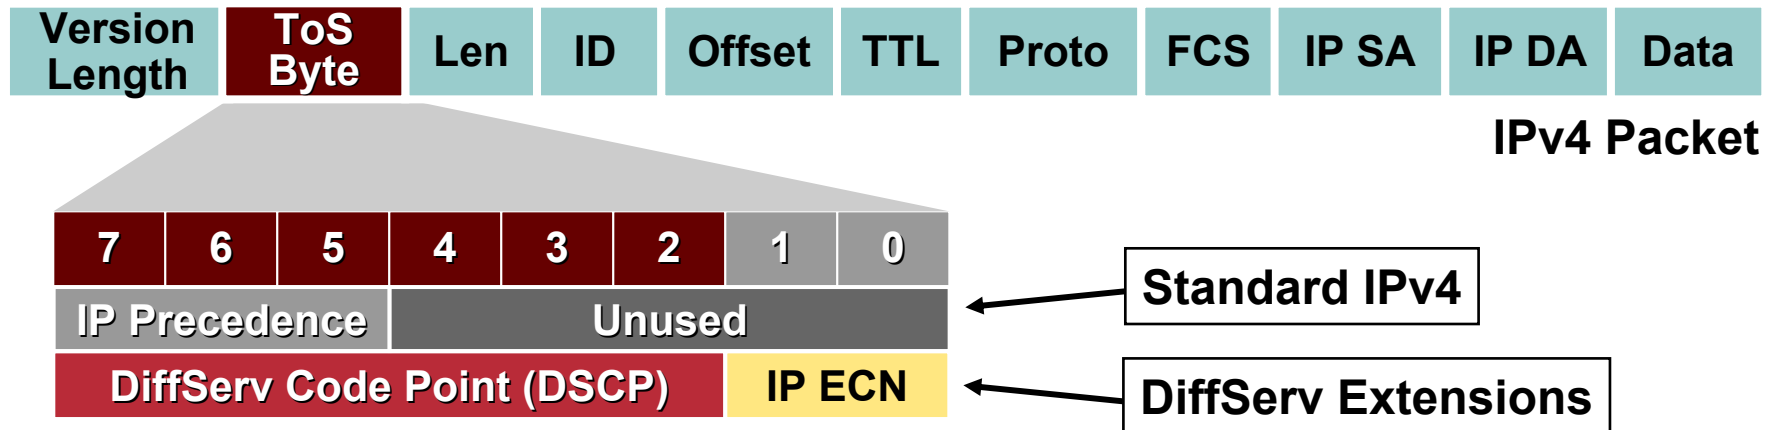 Version Length
ToS Byte
Len
ID
Offset
TTL
Proto
FCS
IP SA
IP DA
Data
IPv4 Packet
7 6 5 4 3 2 1 0
IP Precedence
Unused
Standard IPv4
DiffServ Code Point (DSCP)
IP ECN
DiffServ Extensions